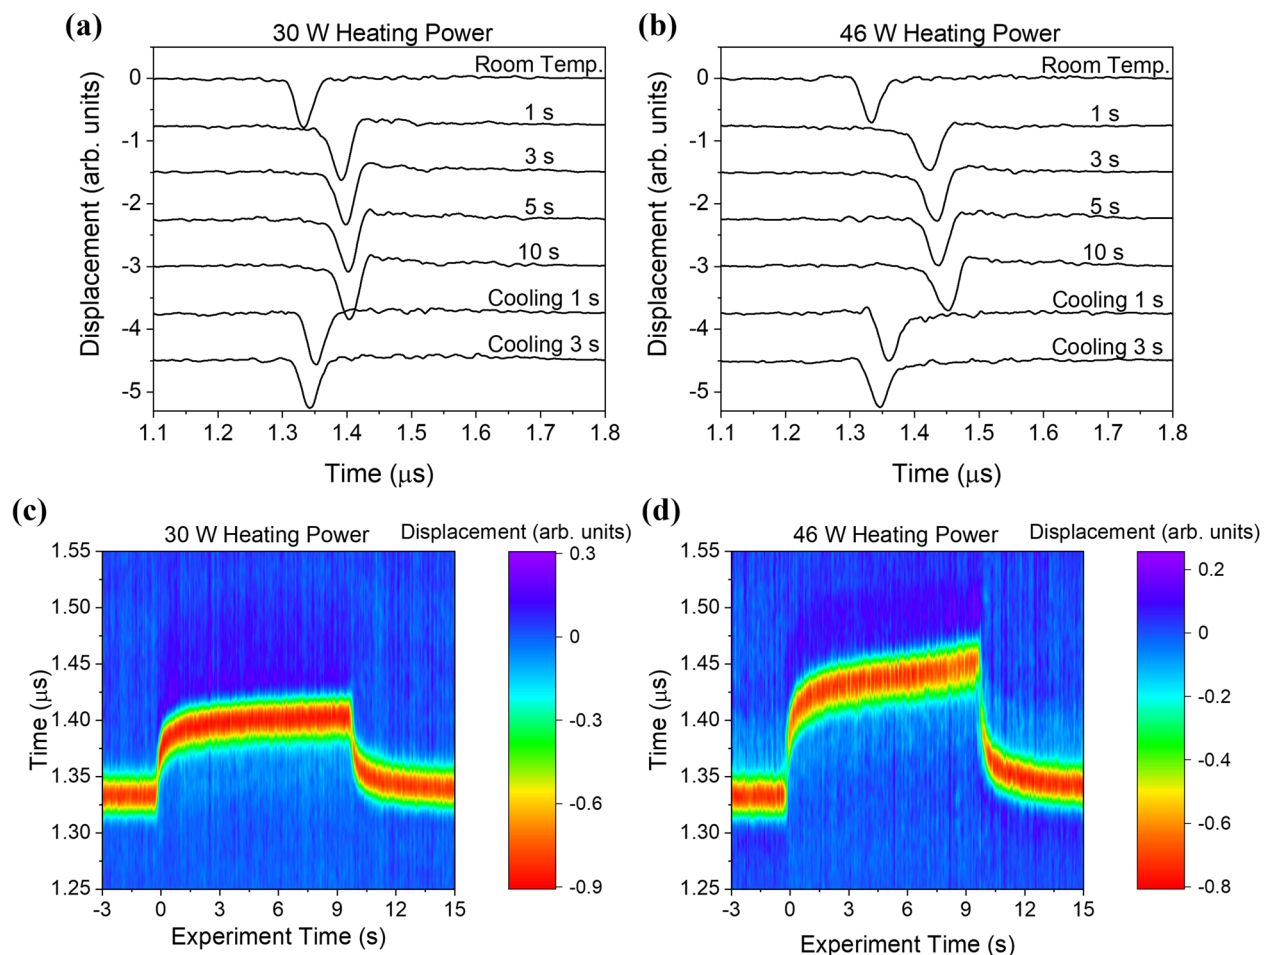 (a)
30 W Heating Power
Displacement (arb. units)
0
-1
-2
-3
-4
-5
Room Temp.
1 s
3 s
5 s
10 s
Cooling 1 s
Cooling 3 s
1.1 1.2 1.3 1.4 1.5 1.6 1.7 1.8
Time (μs)
(b)
46 W Heating Power
Displacement (arb. units)
0
-1
-2
-3
-4
-5
Room Temp.
1 s
3 s
5 s
10 s
Cooling 1 s
Cooling 3 s
1.1 1.2 1.3 1.4 1.5 1.6 1.7 1.8
Time (μs)
(c)
30 W Heating Power
Displacement (arb. units)
Time (μs)
1.55
1.50
1.45
1.40
1.35
1.30
1.25
-3 0 3 6 9 12 15
Experiment Time (s)
0.3
0
-0.3
-0.6
-0.9
(d)
46 W Heating Power
Displacement (arb. units)
Time (μs)
1.55
1.50
1.45
1.40
1.35
1.30
1.25
-3 0 3 6 9 12 15
Experiment Time (s)
0.2
0
-0.2
-0.4
-0.6
-0.8